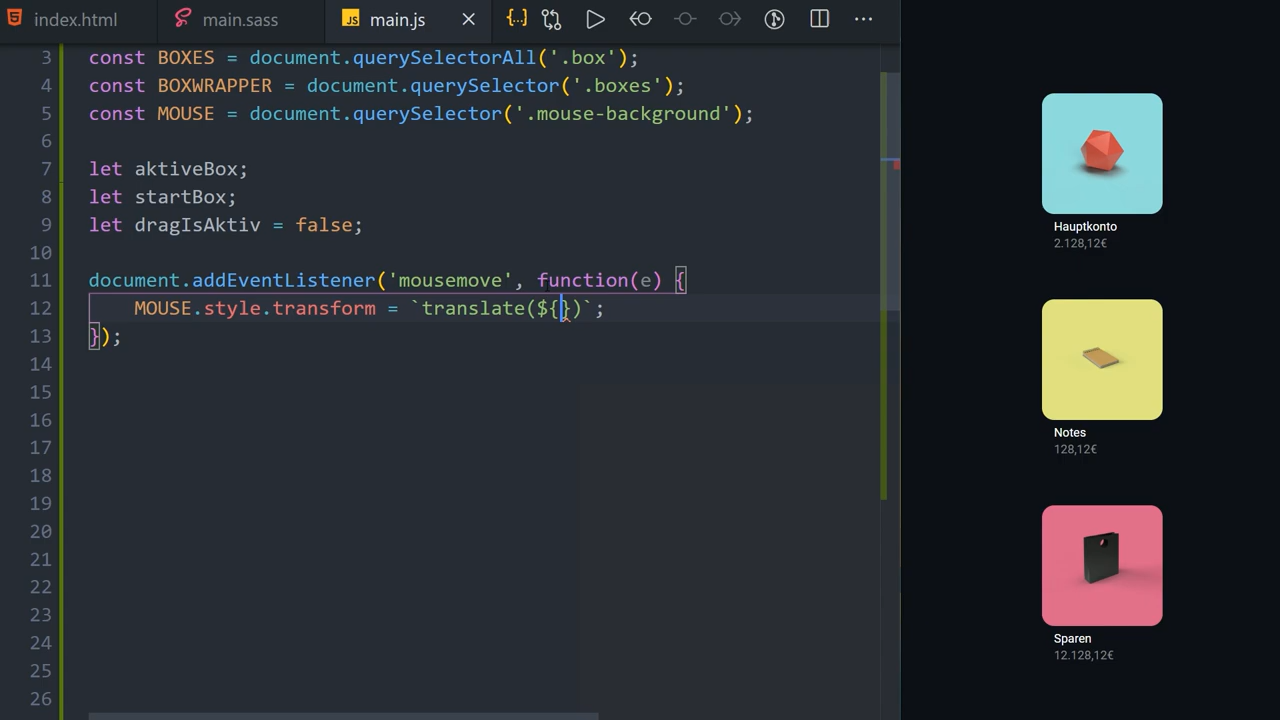 index.html
main.sass
JS main.js
3 const BOXES = document.querySelectorAll('.box');
4 const BOXWRAPPER = document.querySelector('.boxes');
5 const MOUSE = document.querySelector('.mouse-background');
6
7 let aktiveBox;
8 let startBox;
9 let dragIsAktiv = false;
10
11 document.addEventListener('mousemove', function(e) {
12 MOUSE.style.transform = `translate(${})`;
13 });
14
15
16
17
18
19
20
21
22
23
24
25
26
Hauptkonto
2.128,12€
Notes
128,12€
Sparen
12.128,12€